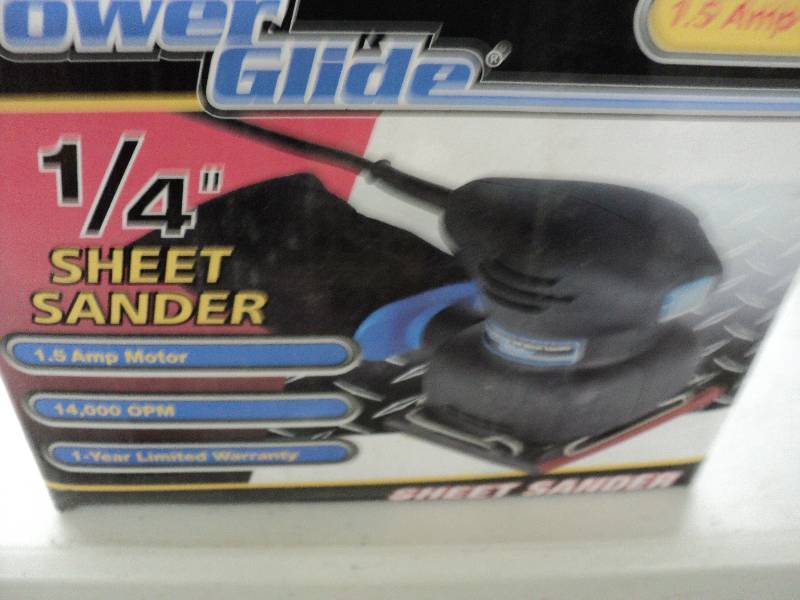 ower
Glide®
1.5 Amp
1/4"
SHEET
SANDER
1.5 Amp Motor
14,000 OPM
1-Year Limited Warranty
SHEET SANDER